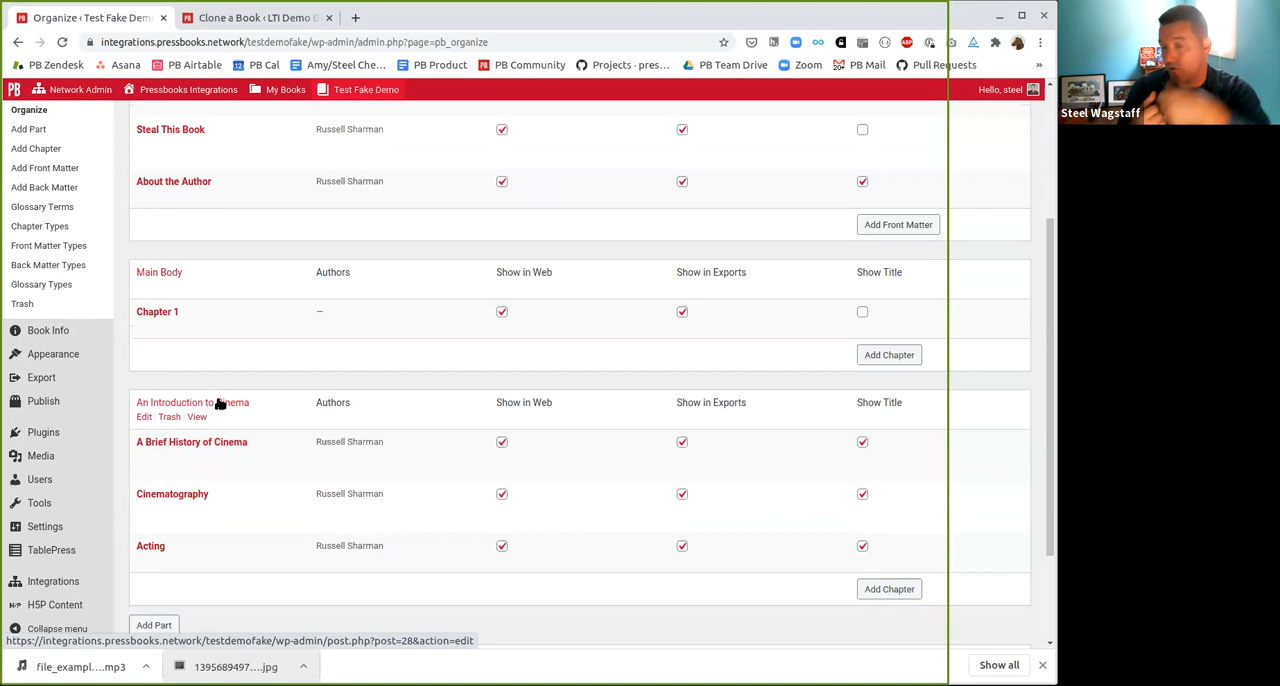 Organize ‹ Test Fake Dem
Clone a Book ‹ LTI Demo E
integrations.pressbooks.network/testdemofake/wp-admin/admin.php?page=pb_organize
PB Zendesk
Asana
PB Airtable
PB Cal
Amy/Steel Che…
PB Product
PB Community
Projects · pres…
PB Team Drive
Zoom
PB Mail
Pull Requests
»
PB
Network Admin
Pressbooks Integrations
My Books
Test Fake Demo
Hello, steel
Organize
Add Part
Add Chapter
Add Front Matter
Add Back Matter
Glossary Terms
Chapter Types
Front Matter Types
Back Matter Types
Glossary Types
Trash
Book Info
Appearance
Export
Publish
Plugins
Media
Users
Tools
Settings
TablePress
Integrations
H5P Content
Collapse menu
Steal This Book Russell Sharman
About the Author Russell Sharman
Add Front Matter
Main Body Authors Show in Web Show in Exports Show Title
Chapter 1 —
Add Chapter
An Introduction to Cinema Authors Show in Web Show in Exports Show Title
Edit | Trash | View
A Brief History of Cinema Russell Sharman
Cinematography Russell Sharman
Acting Russell Sharman
Add Chapter
Add Part
https://integrations.pressbooks.network/testdemofake/wp-admin/post.php?post=28&action=edit
file_exampl….mp3
1395689497….jpg
Show all
Steel Wagstaff